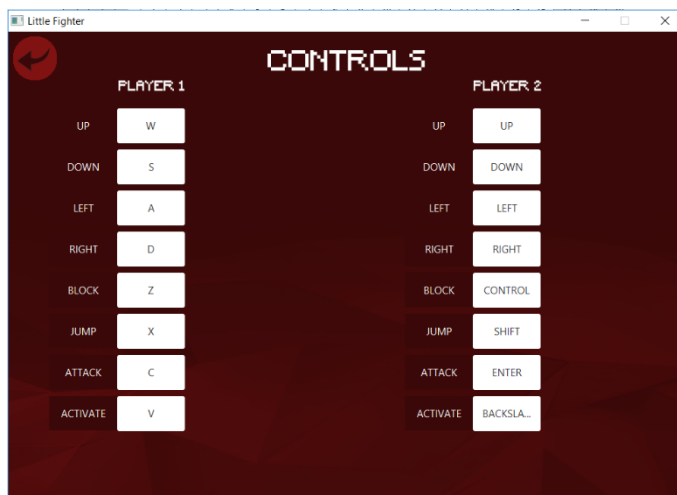 Little Fighter
CONTROLS
PLAYER 1 PLAYER 2
UP W UP UP
DOWN S DOWN DOWN
LEFT A LEFT LEFT
RIGHT D RIGHT RIGHT
BLOCK Z BLOCK CONTROL
JUMP X JUMP SHIFT
ATTACK C ATTACK ENTER
ACTIVATE V ACTIVATE BACKSLA...